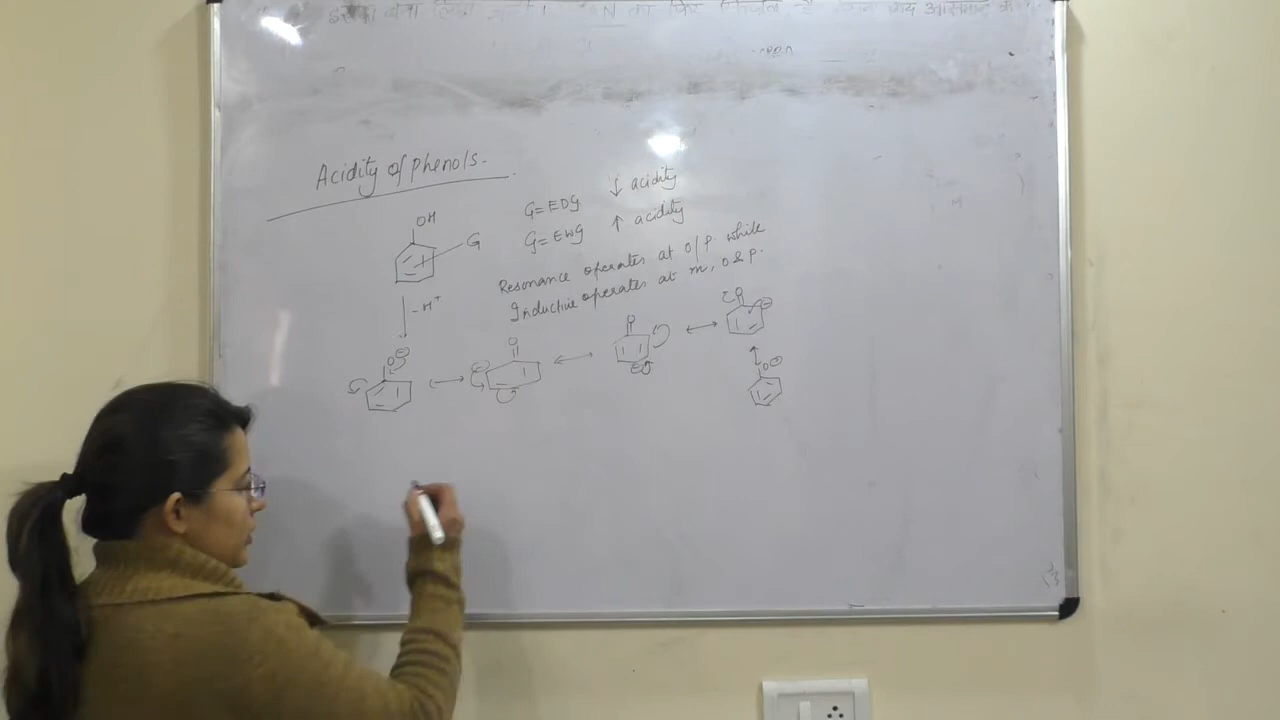 Acidity of Phenols.
OH
G
G= EDG ↓ acidity
G= EWG ↑ acidity
Resonance operates at o/p. while
Inductive operates at m, o & p.
- H⁺
O⊖
O
O
O
O⊖